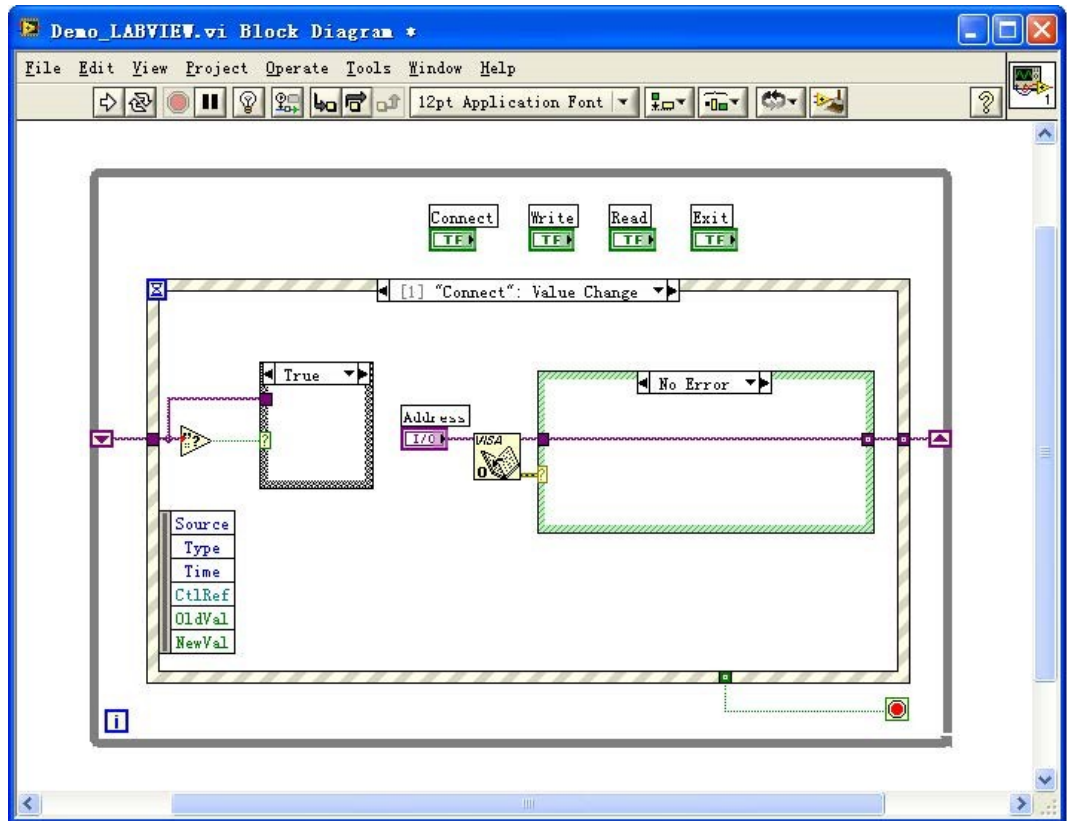 Demo_LABVIEW.vi Block Diagram *
File Edit View Project Operate Tools Window Help
12pt Application Font
1
Connect Write Read Exit
TF TF TF TF
[1] "Connect": Value Change
True
No Error
Address
I/O
VISA
Source
Type
Time
CtlRef
OldVal
NewVal
i